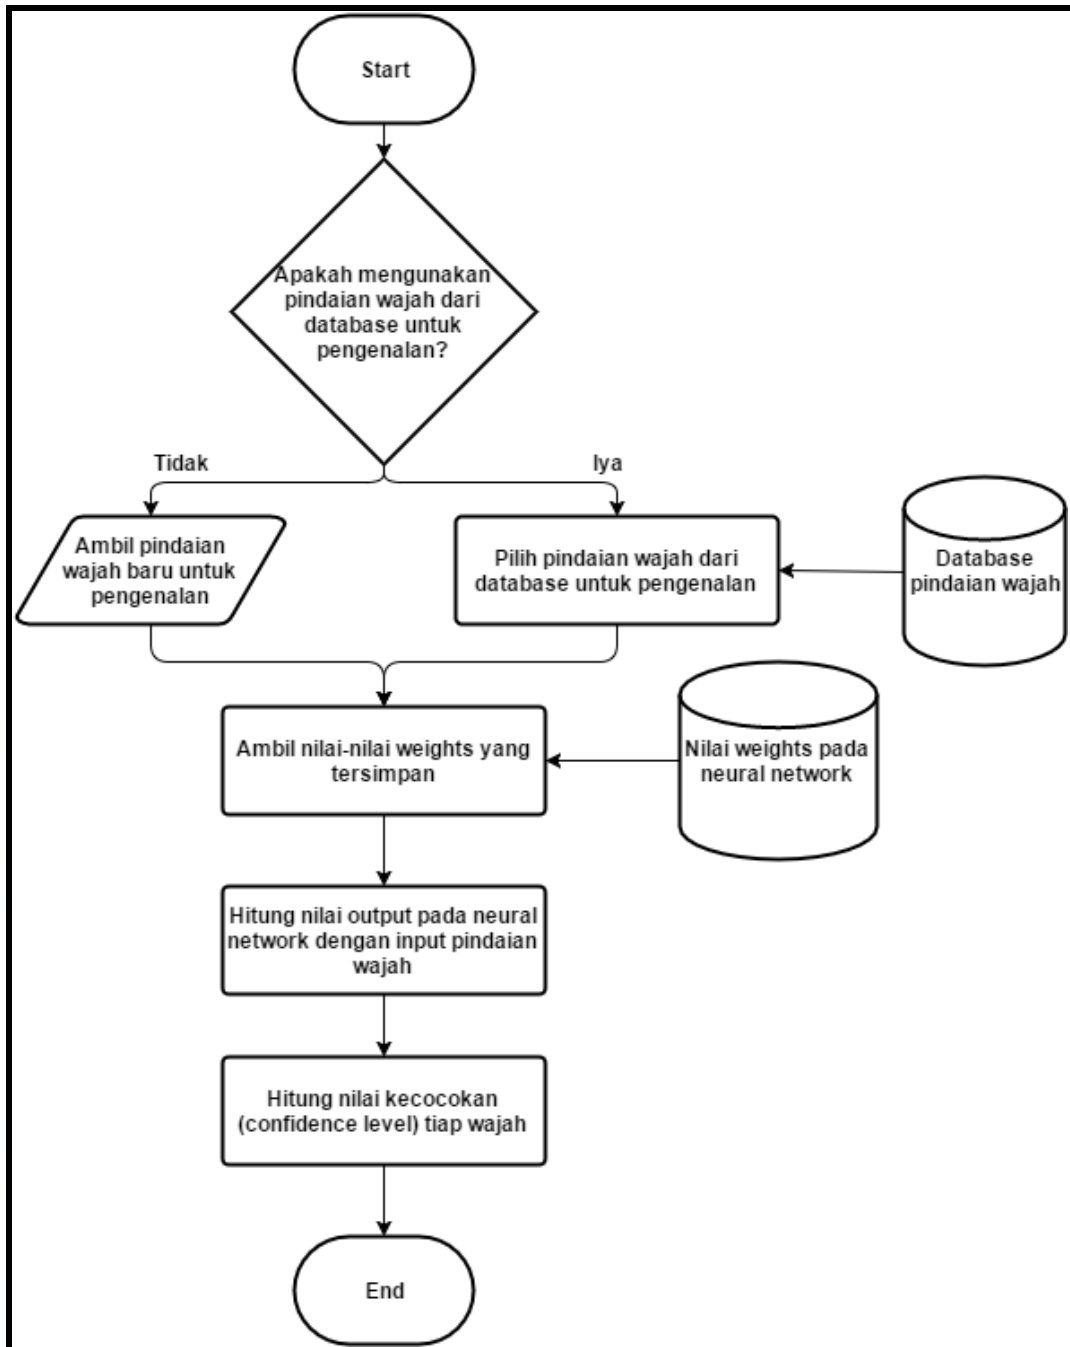 Start
Apakah mengunakan
pindaian wajah dari
database untuk
pengenalan?
Tidak
Iya
Ambil pindaian
wajah baru untuk
pengenalan
Pilih pindaian wajah dari
database untuk pengenalan
Database
pindaian wajah
Ambil nilai-nilai weights yang
tersimpan
Nilai weights pada
neural network
Hitung nilai output pada neural
network dengan input pindaian
wajah
Hitung nilai kecocokan
(confidence level) tiap wajah
End